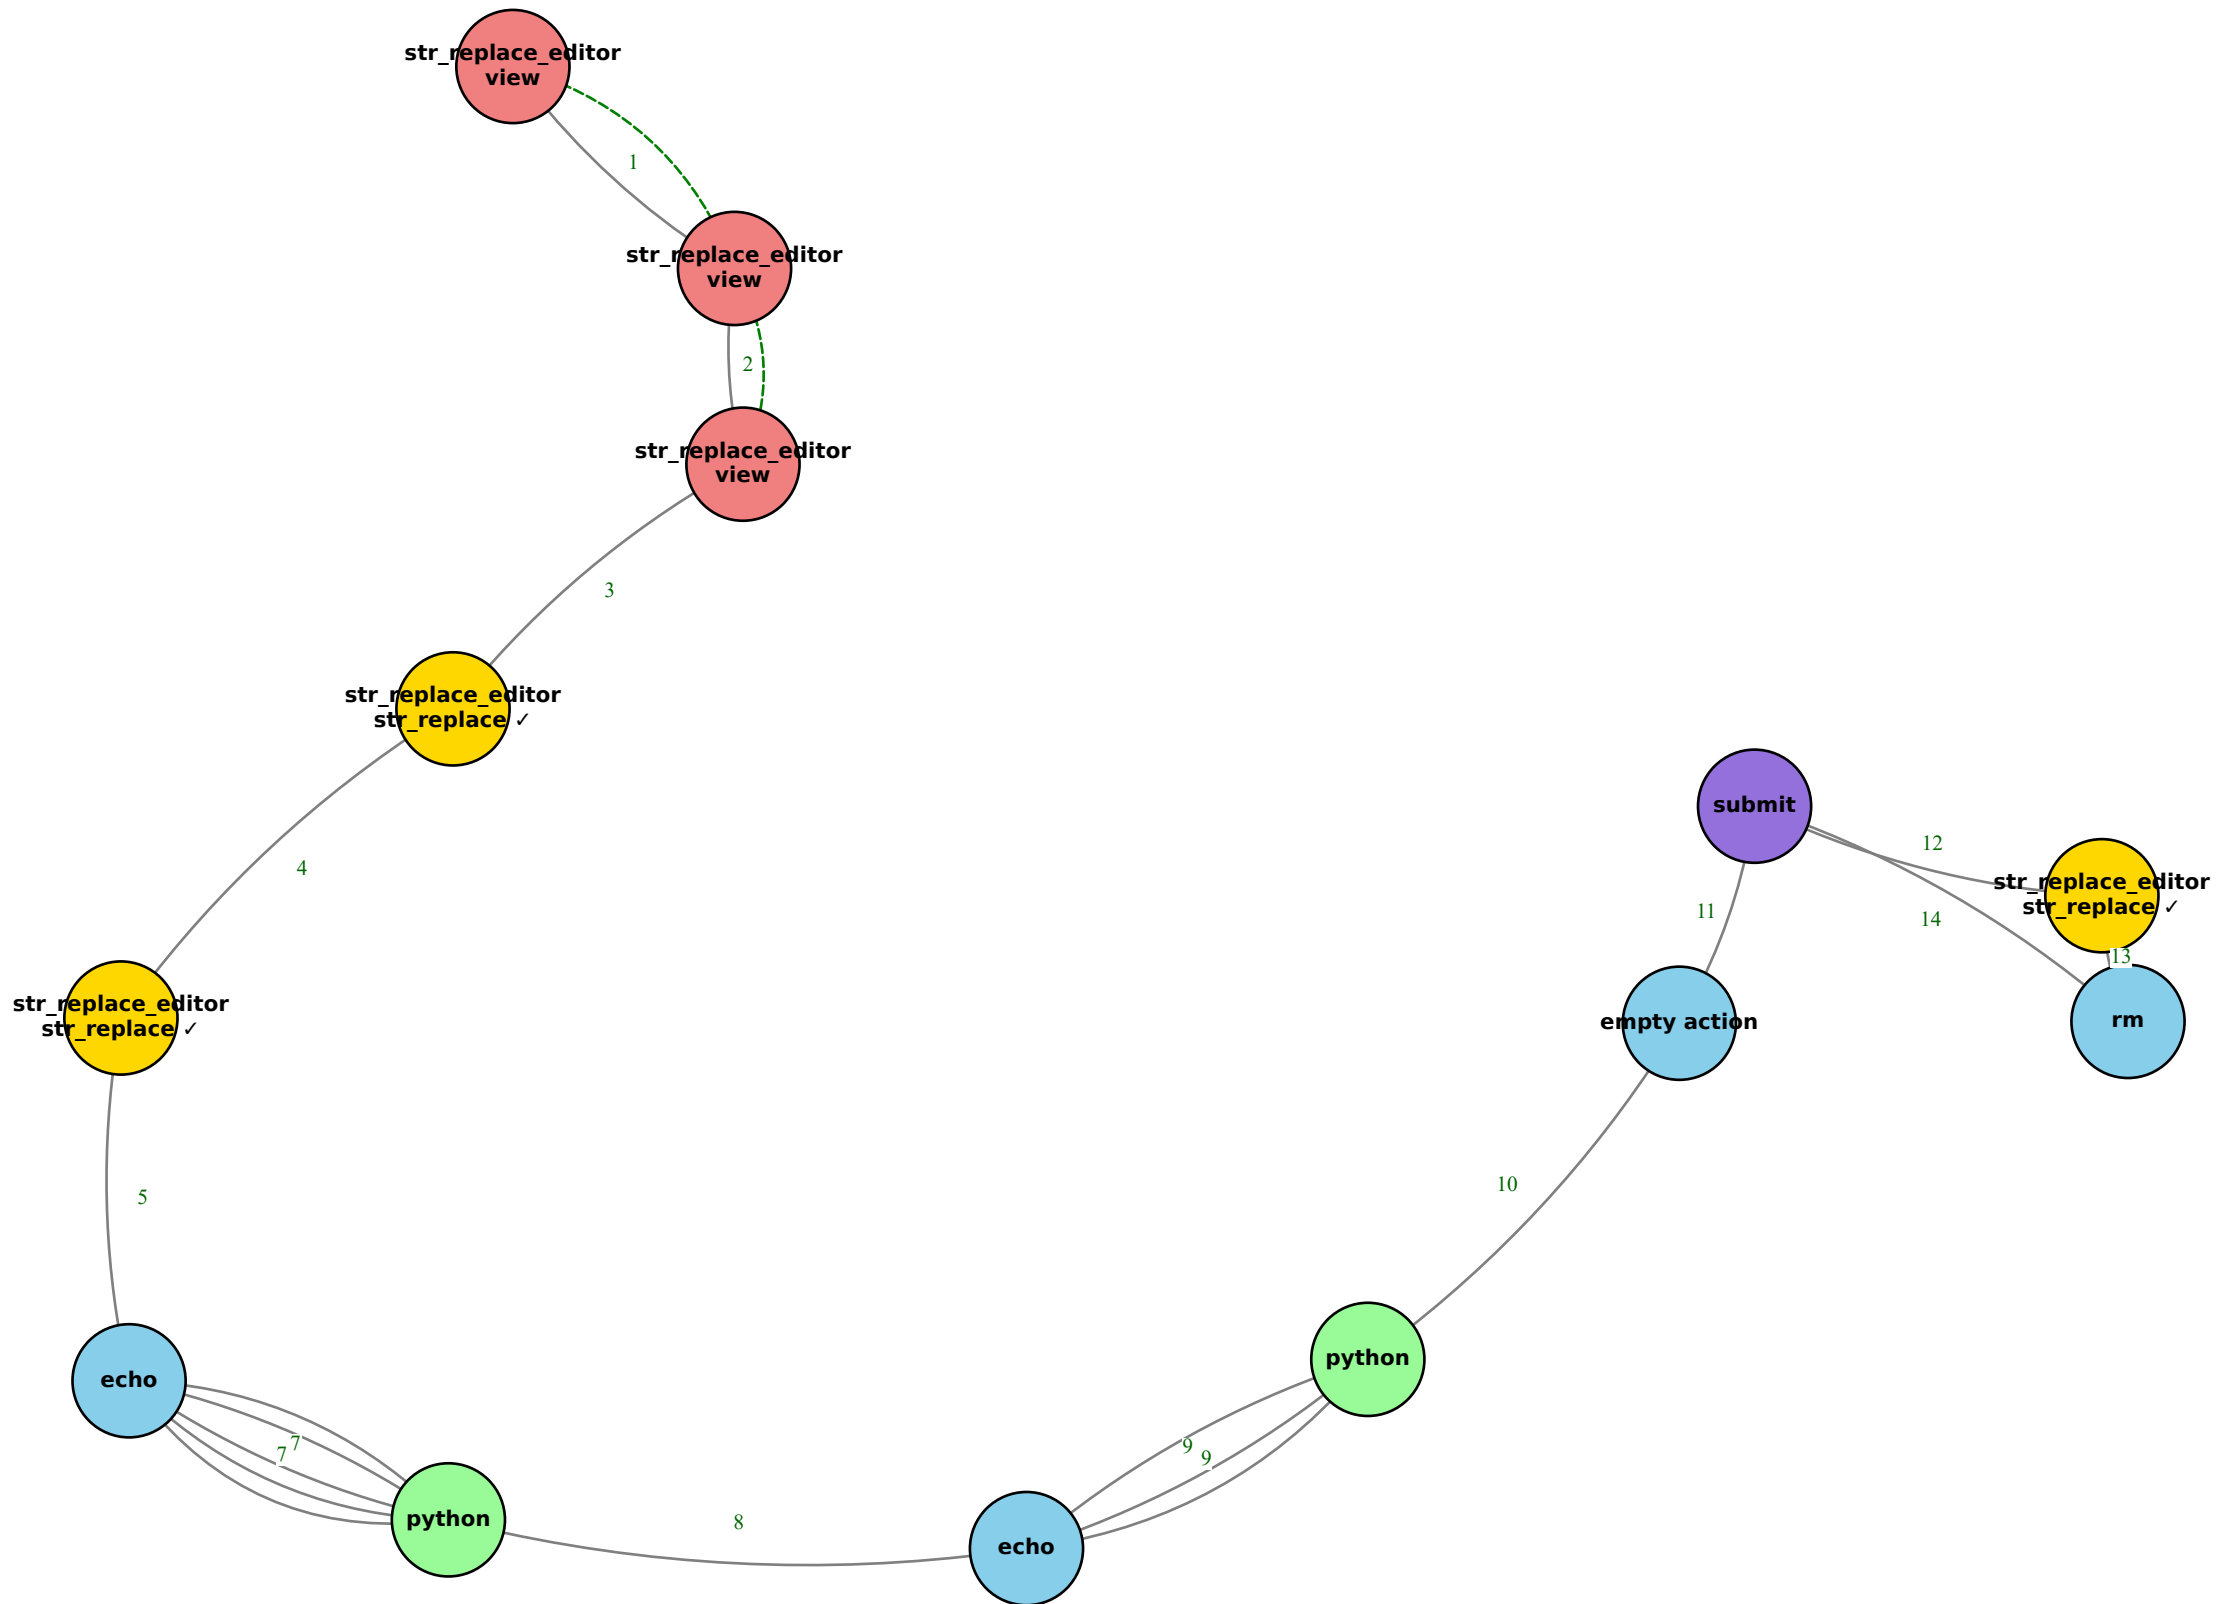 str_replace_editor
view
1
str_replace_editor
view
2
str_replace_editor
view
3
str_replace_editor
str_replace ✓
4
str_replace_editor
str_replace ✓
5
echo
7
7
python
8
echo
9
9
python
10
empty action
11
submit
12
str_replace_editor
str_replace ✓
13
14
rm